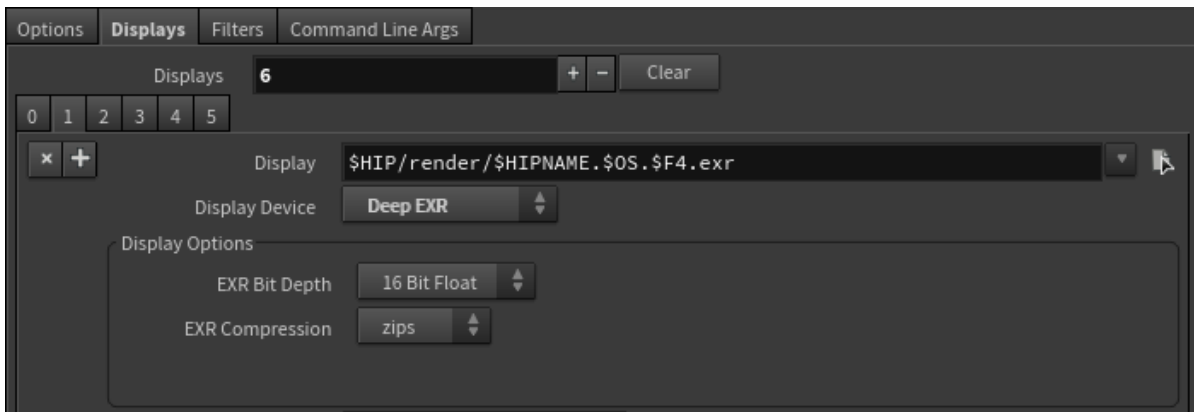 Options Displays Filters Command Line Args
Displays 6 + − Clear
0 1 2 3 4 5
× + Display $HIP/render/$HIPNAME.$OS.$F4.exr
Display Device Deep EXR
Display Options
EXR Bit Depth 16 Bit Float
EXR Compression zips